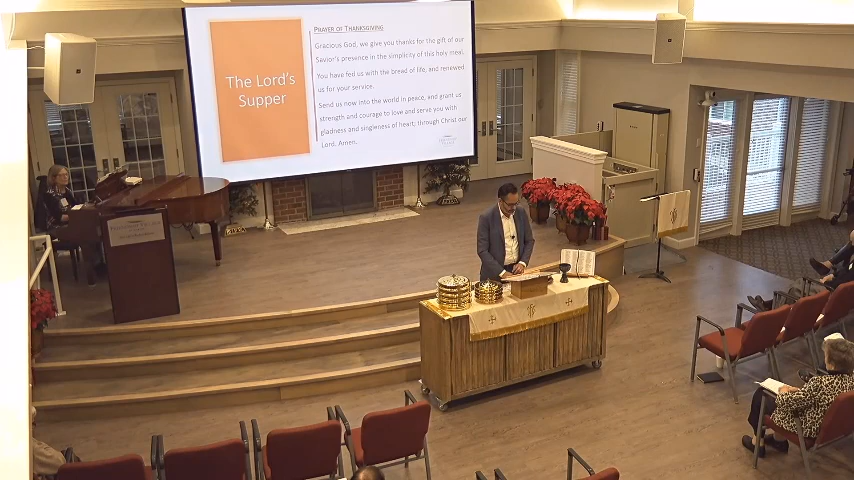 The Lord's
Supper
PRAYER OF THANKSGIVING
Gracious God, we give you thanks for the gift of our
Savior's presence in the simplicity of this holy meal.
You have fed us with the bread of life, and renewed
us for your service.
Send us now into the world in peace, and grant us
strength and courage to love and serve you with
gladness and singleness of heart; through Christ our
Lord. Amen.